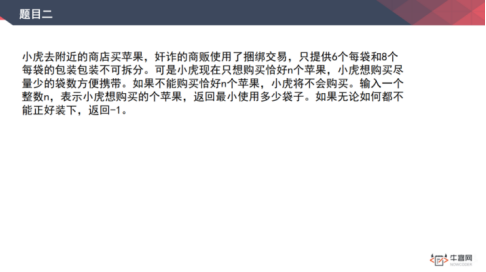 题目二
小虎去附近的商店买苹果，奸诈的商贩使用了捆绑交易，只提供6个每袋和8个
每袋的包装包装不可拆分。可是小虎现在只想购买恰好n个苹果，小虎想购买尽
量少的袋数方便携带。如果不能购买恰好n个苹果，小虎将不会购买。输入一个
整数n，表示小虎想购买的个苹果，返回最小使用多少袋子。如果无论如何都不
能正好装下，返回-1。
牛客网